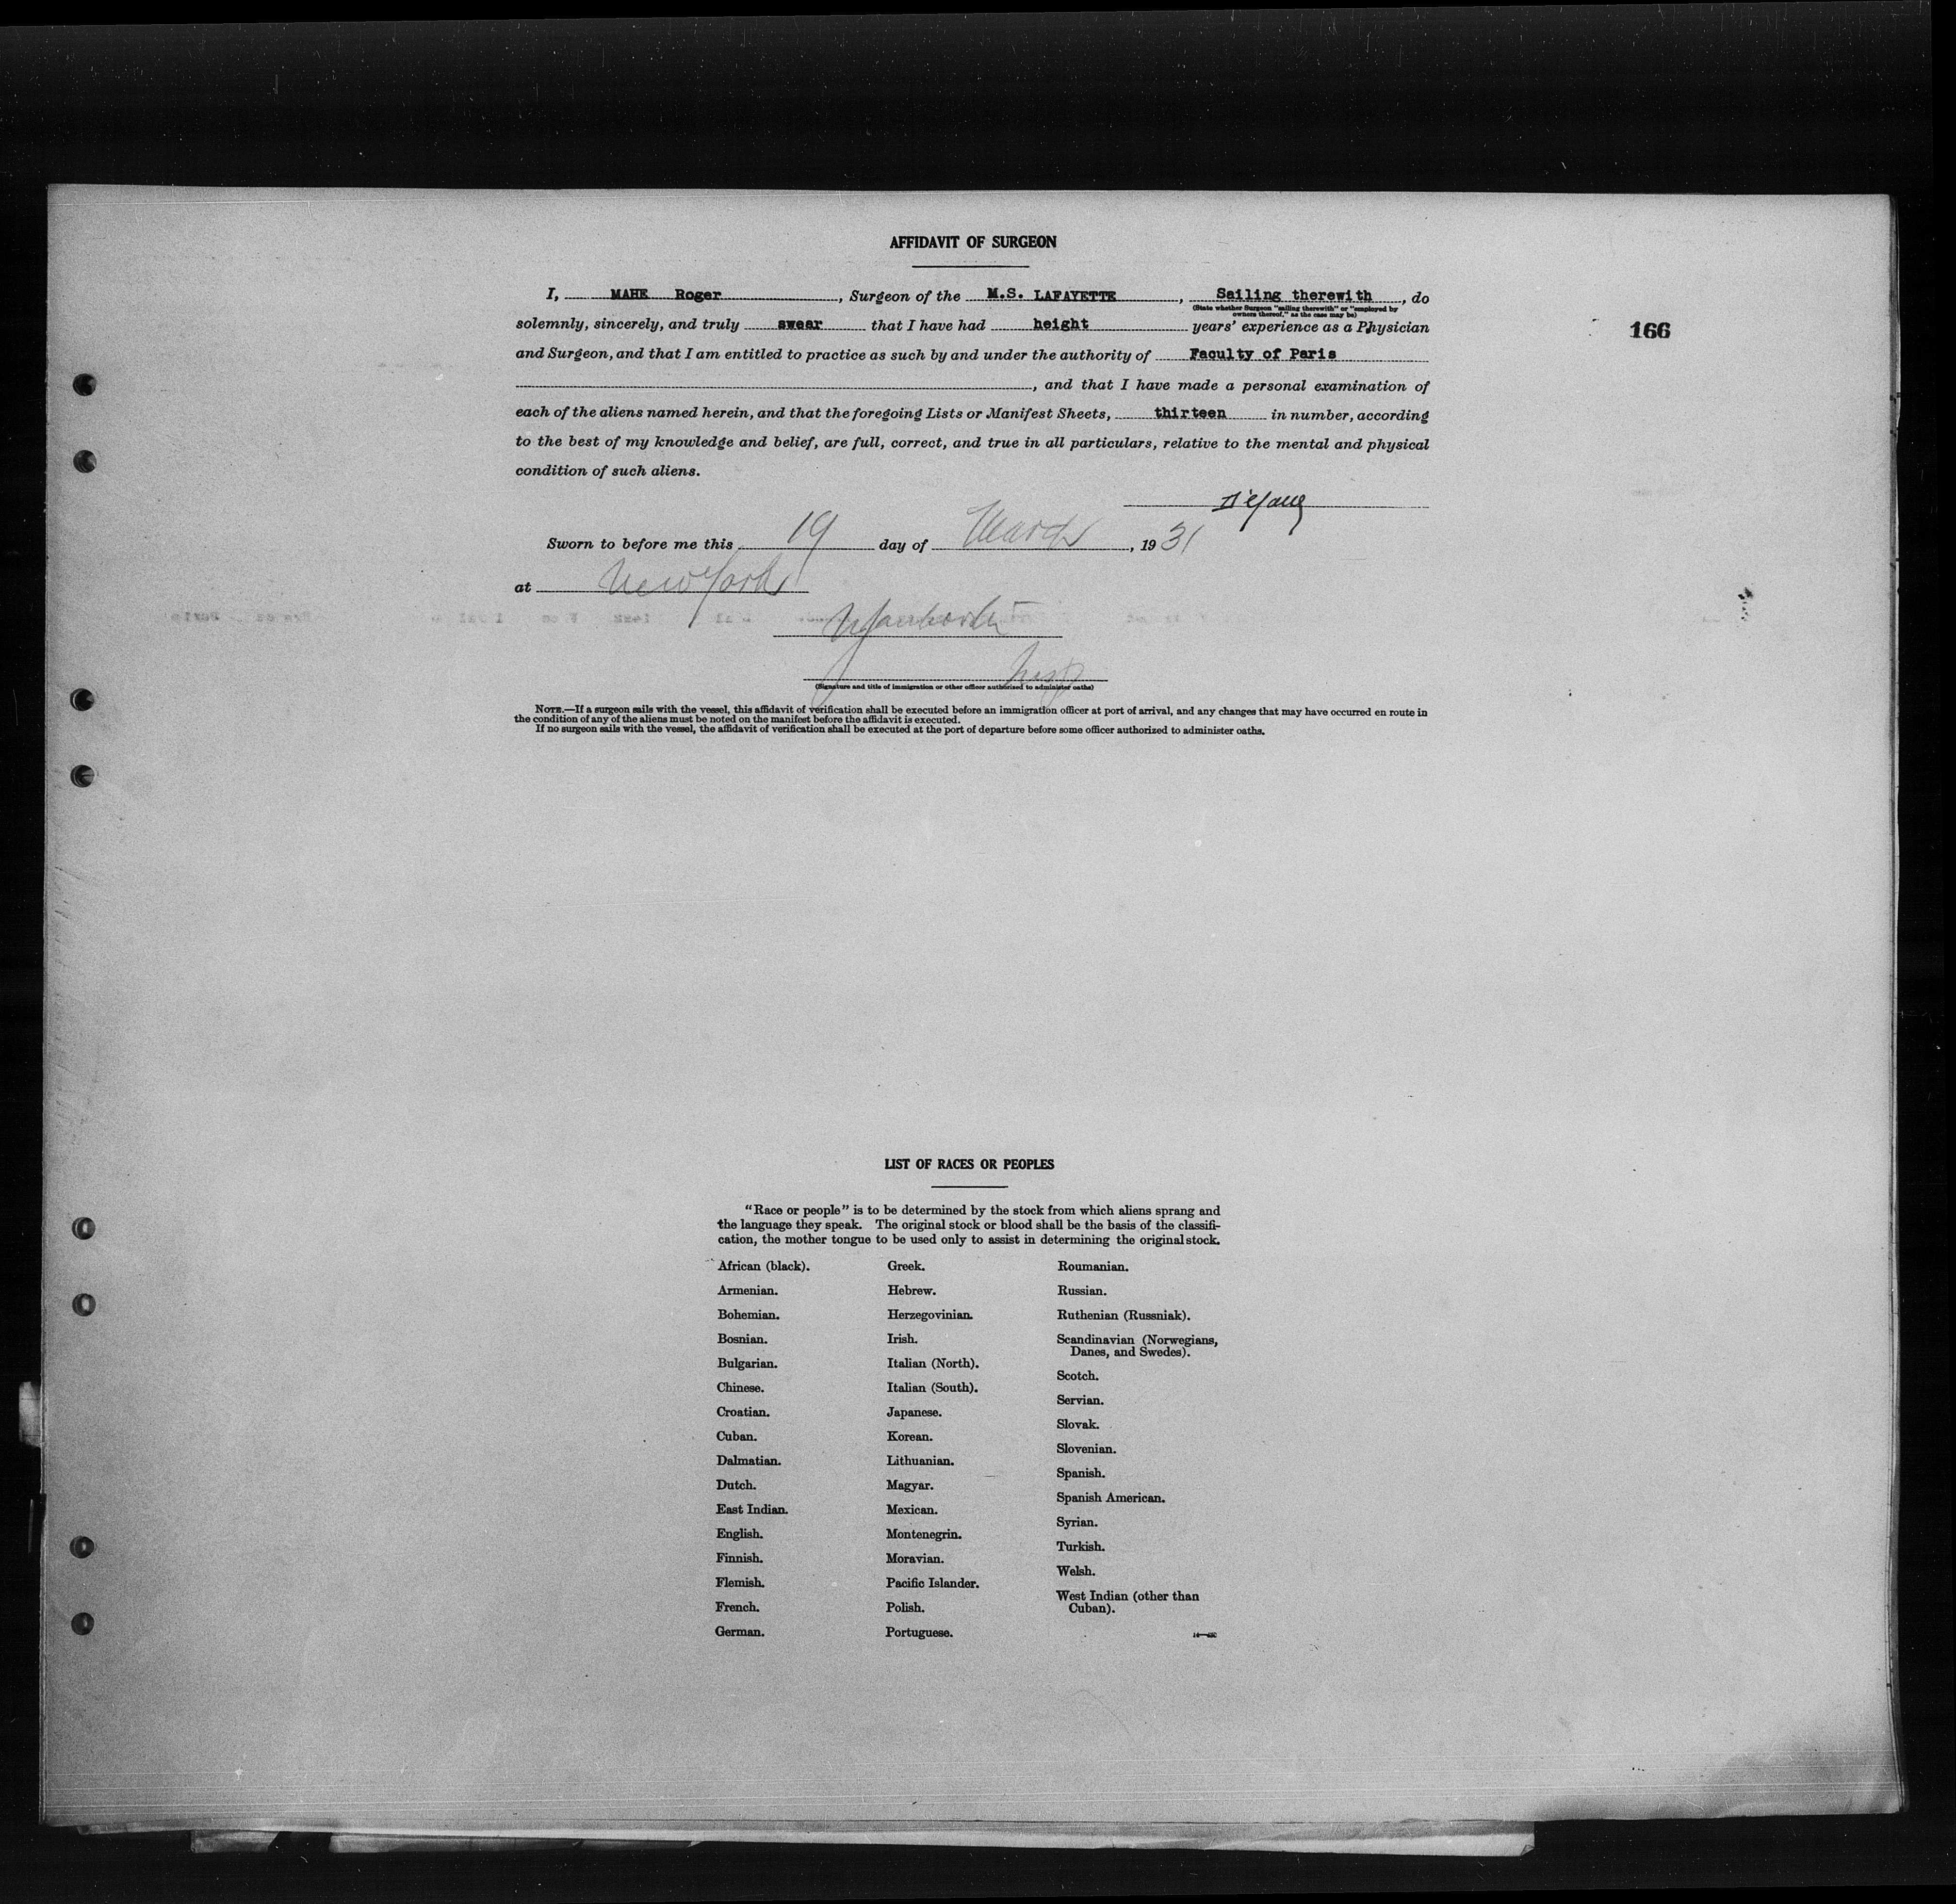 AFFIDAVIT OF SURGEON
I, MAHE Roger, Surgeon of the M.S. LAFAYETTE, Sailing therewith, do
(State whether Surgeon "sailing therewith" or "employed by
owners thereof," as the case may be)
solemnly, sincerely, and truly swear that I have had height years' experience as a Physician
166
and Surgeon, and that I am entitled to practice as such by and under the authority of Faculty of Paris
, and that I have made a personal examination of
each of the aliens named herein, and that the foregoing Lists or Manifest Sheets, thirteen in number, according
to the best of my knowledge and belief, are full, correct, and true in all particulars, relative to the mental and physical
condition of such aliens.
Sworn to before me this 19 day of March, 1931
at New York
(Signature and title of immigration or other officer authorized to administer oaths)
NOTE.—If a surgeon sails with the vessel, this affidavit of verification shall be executed before an immigration officer at port of arrival, and any changes that may have occurred en route in
the condition of any of the aliens must be noted on the manifest before the affidavit is executed.
If no surgeon sails with the vessel, the affidavit of verification shall be executed at the port of departure before some officer authorized to administer oaths.
LIST OF RACES OR PEOPLES
"Race or people" is to be determined by the stock from which aliens sprang and
the language they speak. The original stock or blood shall be the basis of the classifi-
cation, the mother tongue to be used only to assist in determining the original stock.
African (black).
Armenian.
Bohemian.
Bosnian.
Bulgarian.
Chinese.
Croatian.
Cuban.
Dalmatian.
Dutch.
East Indian.
English.
Finnish.
Flemish.
French.
German.
Greek.
Hebrew.
Herzegovinian.
Irish.
Italian (North).
Italian (South).
Japanese.
Korean.
Lithuanian.
Magyar.
Mexican.
Montenegrin.
Moravian.
Pacific Islander.
Polish.
Portuguese.
Roumanian.
Russian.
Ruthenian (Russniak).
Scandinavian (Norwegians,
Danes, and Swedes).
Scotch.
Servian.
Slovak.
Slovenian.
Spanish.
Spanish American.
Syrian.
Turkish.
Welsh.
West Indian (other than
Cuban).